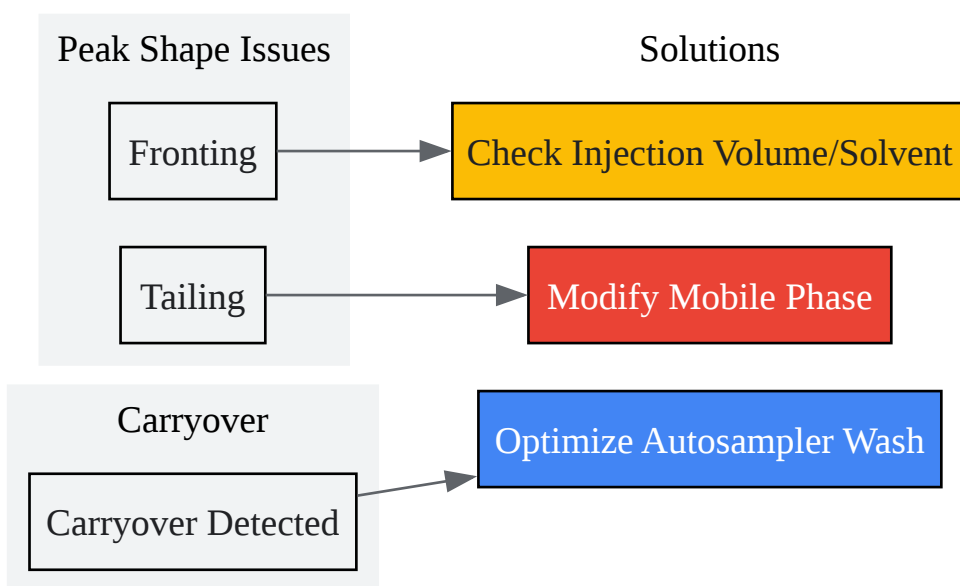 Peak Shape Issues
Solutions
Fronting
Check Injection Volume/Solvent
Tailing
Modify Mobile Phase
Carryover
Optimize Autosampler Wash
Carryover Detected